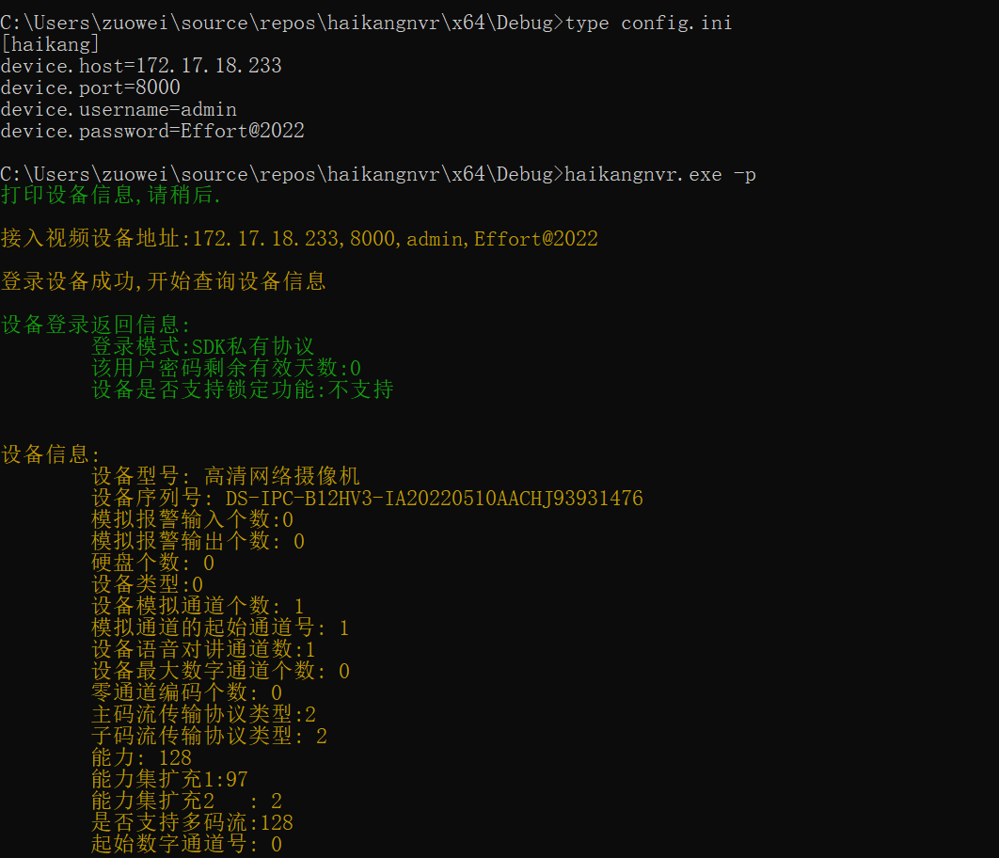 C:\Users\zuowei\source\repos\haikangnvr\x64\Debug>type config.ini
[haikang]
device.host=172.17.18.233
device.port=8000
device.username=admin
device.password=Effort@2022
C:\Users\zuowei\source\repos\haikangnvr\x64\Debug>haikangnvr.exe -p
打印设备信息,请稍后.
接入视频设备地址:172.17.18.233,8000,admin,Effort@2022
登录设备成功,开始查询设备信息
设备登录返回信息:
登录模式:SDK私有协议
该用户密码剩余有效天数:0
设备是否支持锁定功能:不支持
设备信息:
设备型号: 高清网络摄像机
设备序列号: DS-IPC-B12HV3-IA20220510AACHJ93931476
模拟报警输入个数:0
模拟报警输出个数: 0
硬盘个数: 0
设备类型:0
设备模拟通道个数: 1
模拟通道的起始通道号: 1
设备语音对讲通道数:1
设备最大数字通道个数: 0
零通道编码个数: 0
主码流传输协议类型:2
子码流传输协议类型: 2
能力: 128
能力集扩充1:97
能力集扩充2   : 2
是否支持多码流:128
起始数字通道号: 0